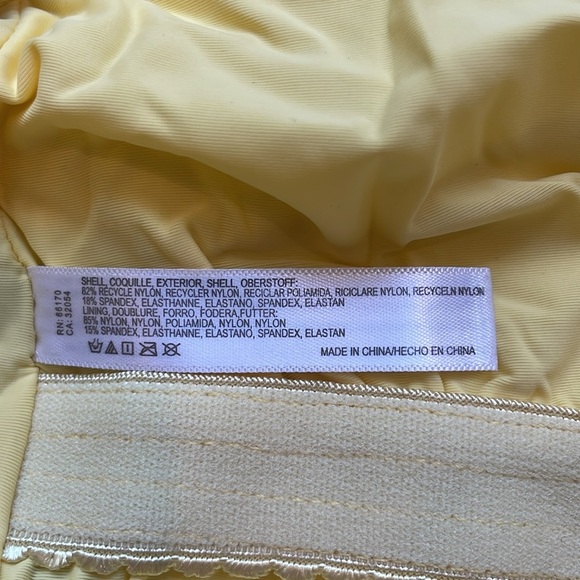 RN: 66170
CA: 32054
SHELL, COQUILLE, EXTERIOR, SHELL, OBERSTOFF:
82% RECYCLE NYLON, RECYCLER NYLON, RECICLAR POLIAMIDA, RICICLARE NYLON, RECYCELN NYLON
18% SPANDEX, ELASTHANNE, ELASTANO, SPANDEX, ELASTAN
LINING, DOUBLURE, FORRO, FODERA,FUTTER:
85% NYLON, NYLON, POLIAMIDA, NYLON, NYLON
15% SPANDEX, ELASTHANNE, ELASTANO, SPANDEX, ELASTAN
MADE IN CHINA/HECHO EN CHINA